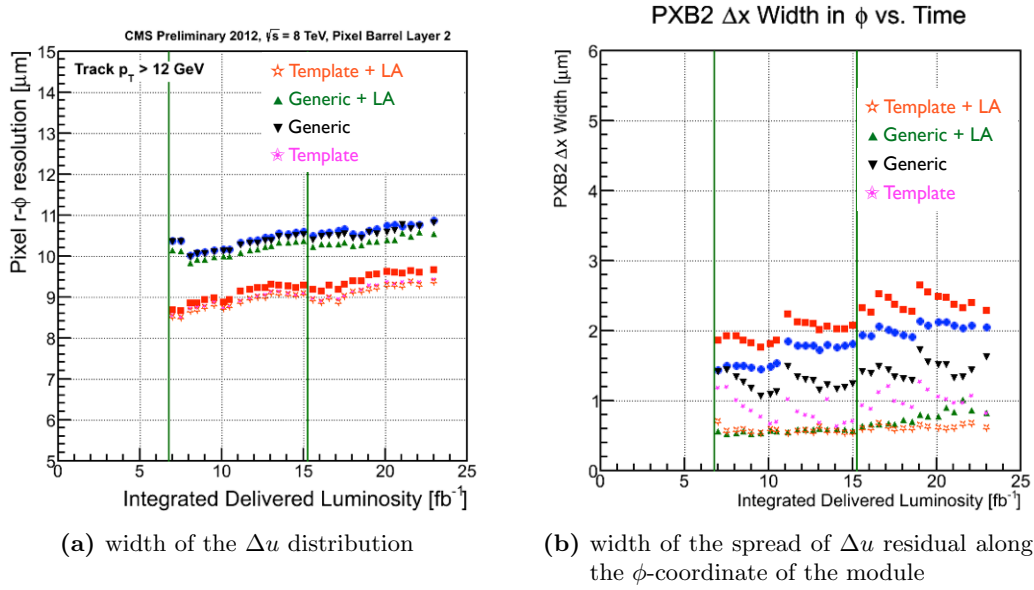 CMS Preliminary 2012, √s = 8 TeV, Pixel Barrel Layer 2
Pixel r-ϕ resolution [μm]
15
14
13
12
11
10
9
8
7
6
5
Track p_T > 12 GeV
Template + LA
Generic + LA
Generic
Template
0 5 10 15 20 25
Integrated Delivered Luminosity [fb⁻¹]
(a) width of the Δu distribution
PXB2 Δx Width in ϕ vs. Time
PXB2 Δx Width [μm]
6
5
4
3
2
1
0
Template + LA
Generic + LA
Generic
Template
0 5 10 15 20 25
Integrated Delivered Luminosity [fb⁻¹]
(b) width of the spread of Δu residual along
the ϕ-coordinate of the module